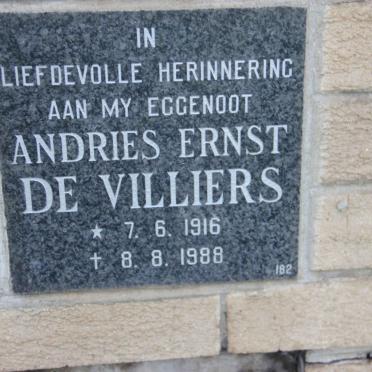 IN
LIEFDEVOLLE HERINNERING
AAN MY EGGENOOT
ANDRIES ERNST
DE VILLIERS
★ 7. 6. 1916
† 8. 8. 1988
182